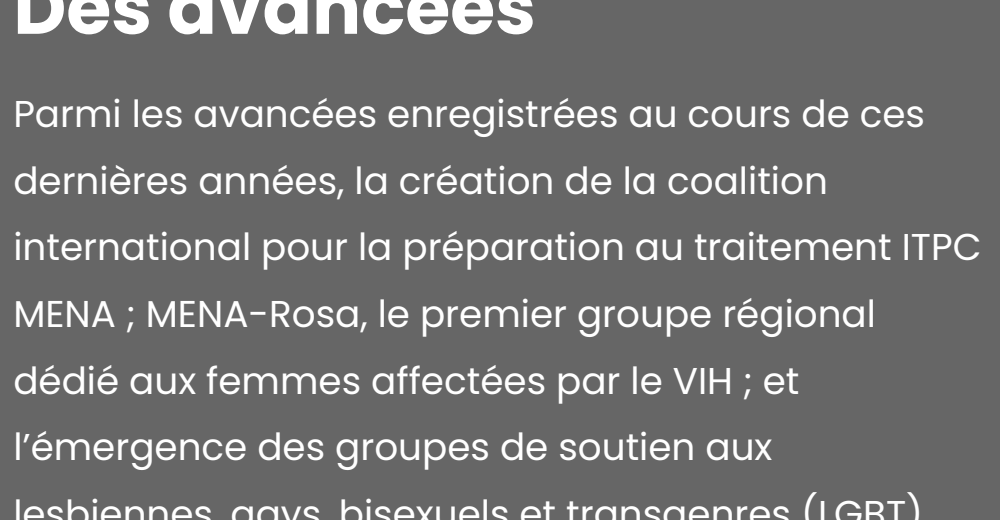 Des avancées
Parmi les avancées enregistrées au cours de ces
dernières années, la création de la coalition
international pour la préparation au traitement ITPC
MENA ; MENA-Rosa, le premier groupe régional
dédié aux femmes affectées par le VIH ; et
l’émergence des groupes de soutien aux
lesbiennes, gays, bisexuels et transgenres (LGBT)